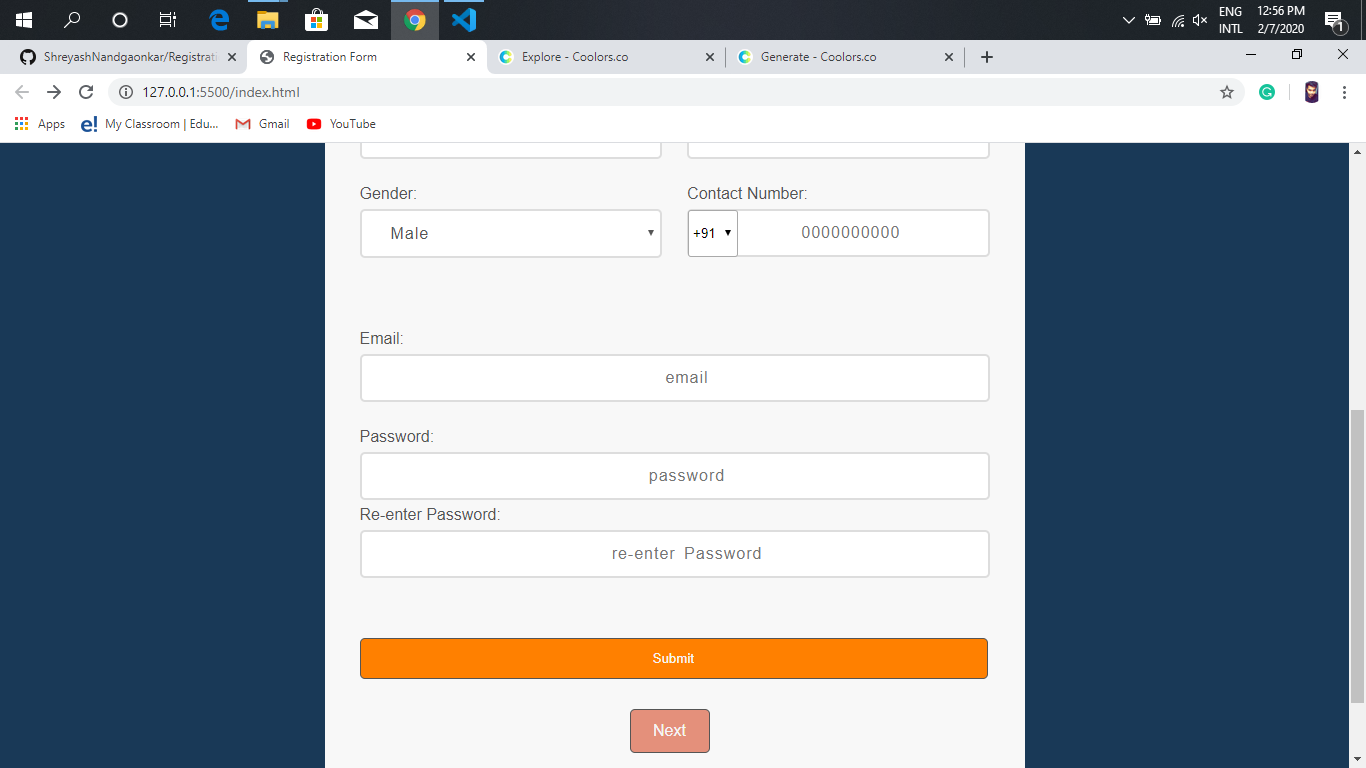 ENG
12:56 PM
INTL
2/7/2020
1
ShreyashNandgaonkar/Registrati
Registration Form
Explore - Coolors.co
Generate - Coolors.co
127.0.0.1:5500/index.html
Apps
e! My Classroom | Edu...
Gmail
YouTube
Gender:
Contact Number:
Male
+91
0000000000
Email:
email
Password:
password
Re-enter Password:
re-enter Password
Submit
Next